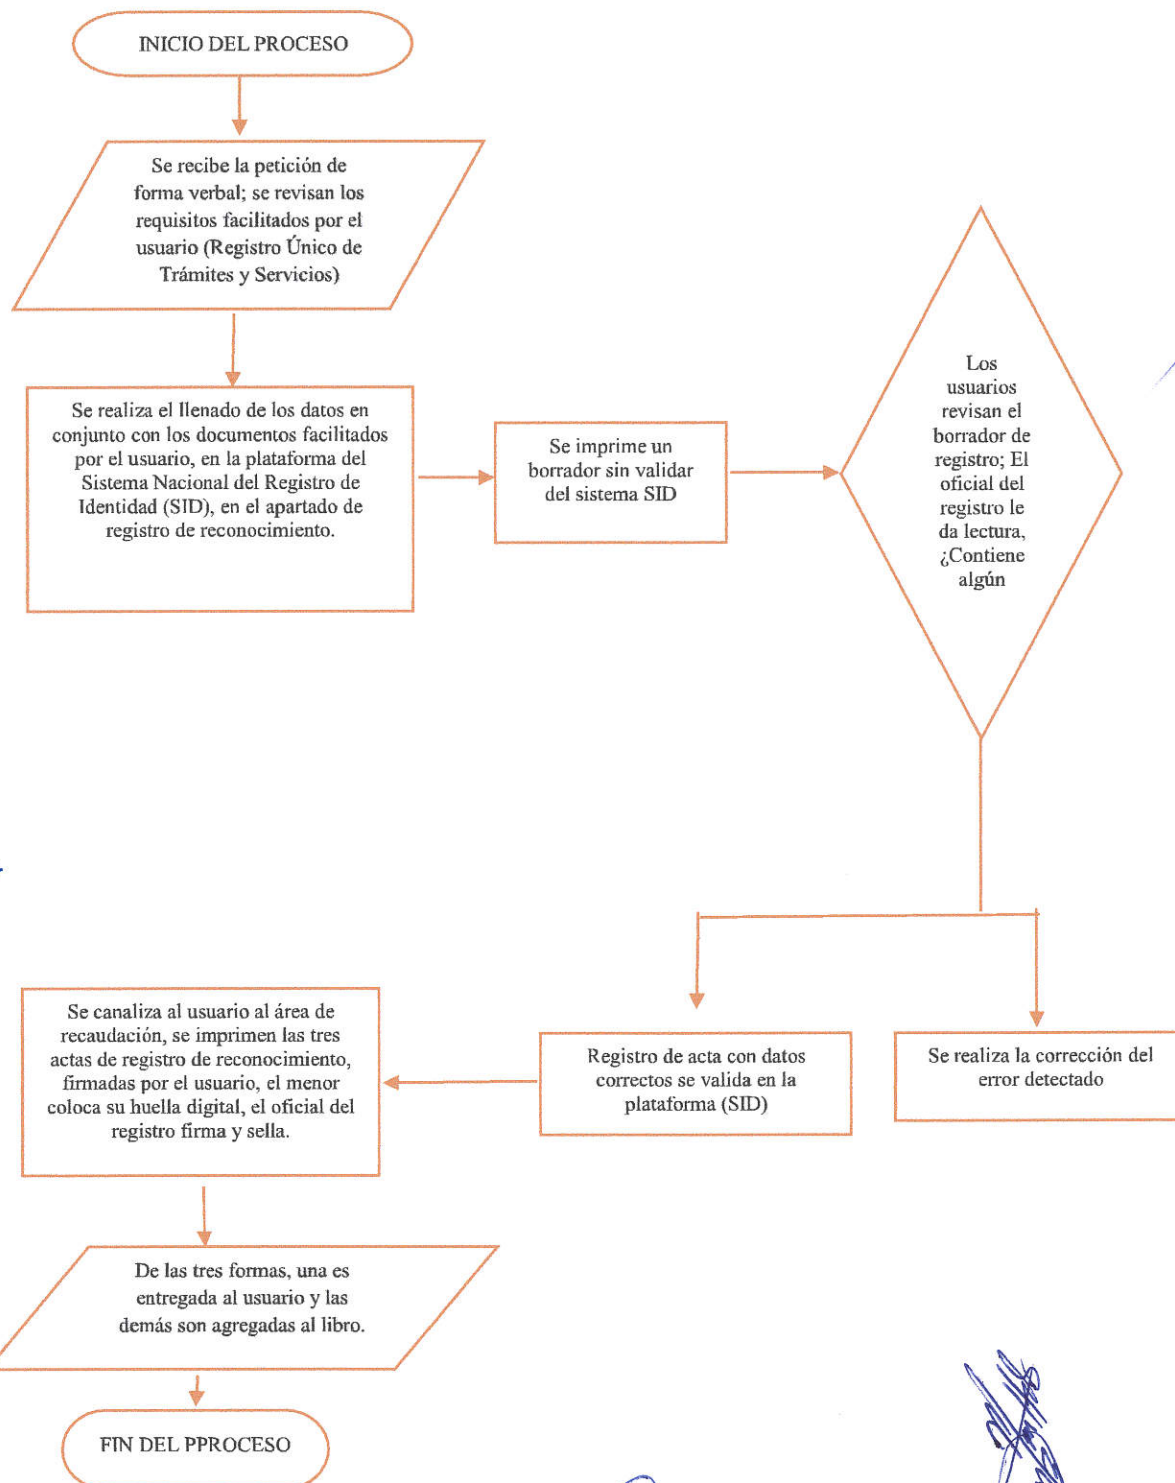 INICIO DEL PROCESO
Se recibe la petición de
forma verbal; se revisan los
requisitos facilitados por el
usuario (Registro Único de
Trámites y Servicios)
Se realiza el llenado de los datos en
conjunto con los documentos facilitados
por el usuario, en la plataforma del
Sistema Nacional del Registro de
Identidad (SID), en el apartado de
registro de reconocimiento.
Se imprime un
borrador sin validar
del sistema SID
Los
usuarios
revisan el
borrador de
registro; El
oficial del
registro le
da lectura,
¿Contiene
algún
Se realiza la corrección del
error detectado
Registro de acta con datos
correctos se valida en la
plataforma (SID)
Se canaliza al usuario al área de
recaudación, se imprimen las tres
actas de registro de reconocimiento,
firmadas por el usuario, el menor
coloca su huella digital, el oficial del
registro firma y sella.
De las tres formas, una es
entregada al usuario y las
demás son agregadas al libro.
FIN DEL PPROCESO